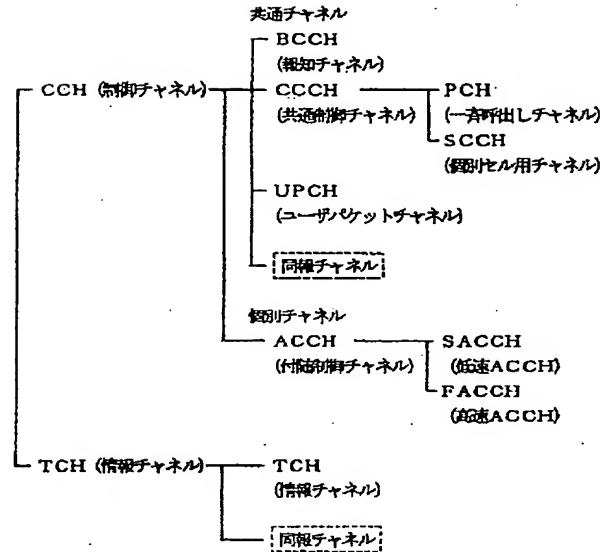 共通チャネル
BCCH
(報知チャネル)
CCH (制御チャネル)
CCCH
(共通制御チャネル)
PCH
(一斉呼出しチャネル)
SCCH
(個別セル用チャネル)
UPCH
(ユーザパケットチャネル)
同報チャネル
個別チャネル
ACCH
(付随制御チャネル)
SACCH
(低速ACCH)
FACCH
(高速ACCH)
TCH (情報チャネル)
TCH
(情報チャネル)
同報チャネル